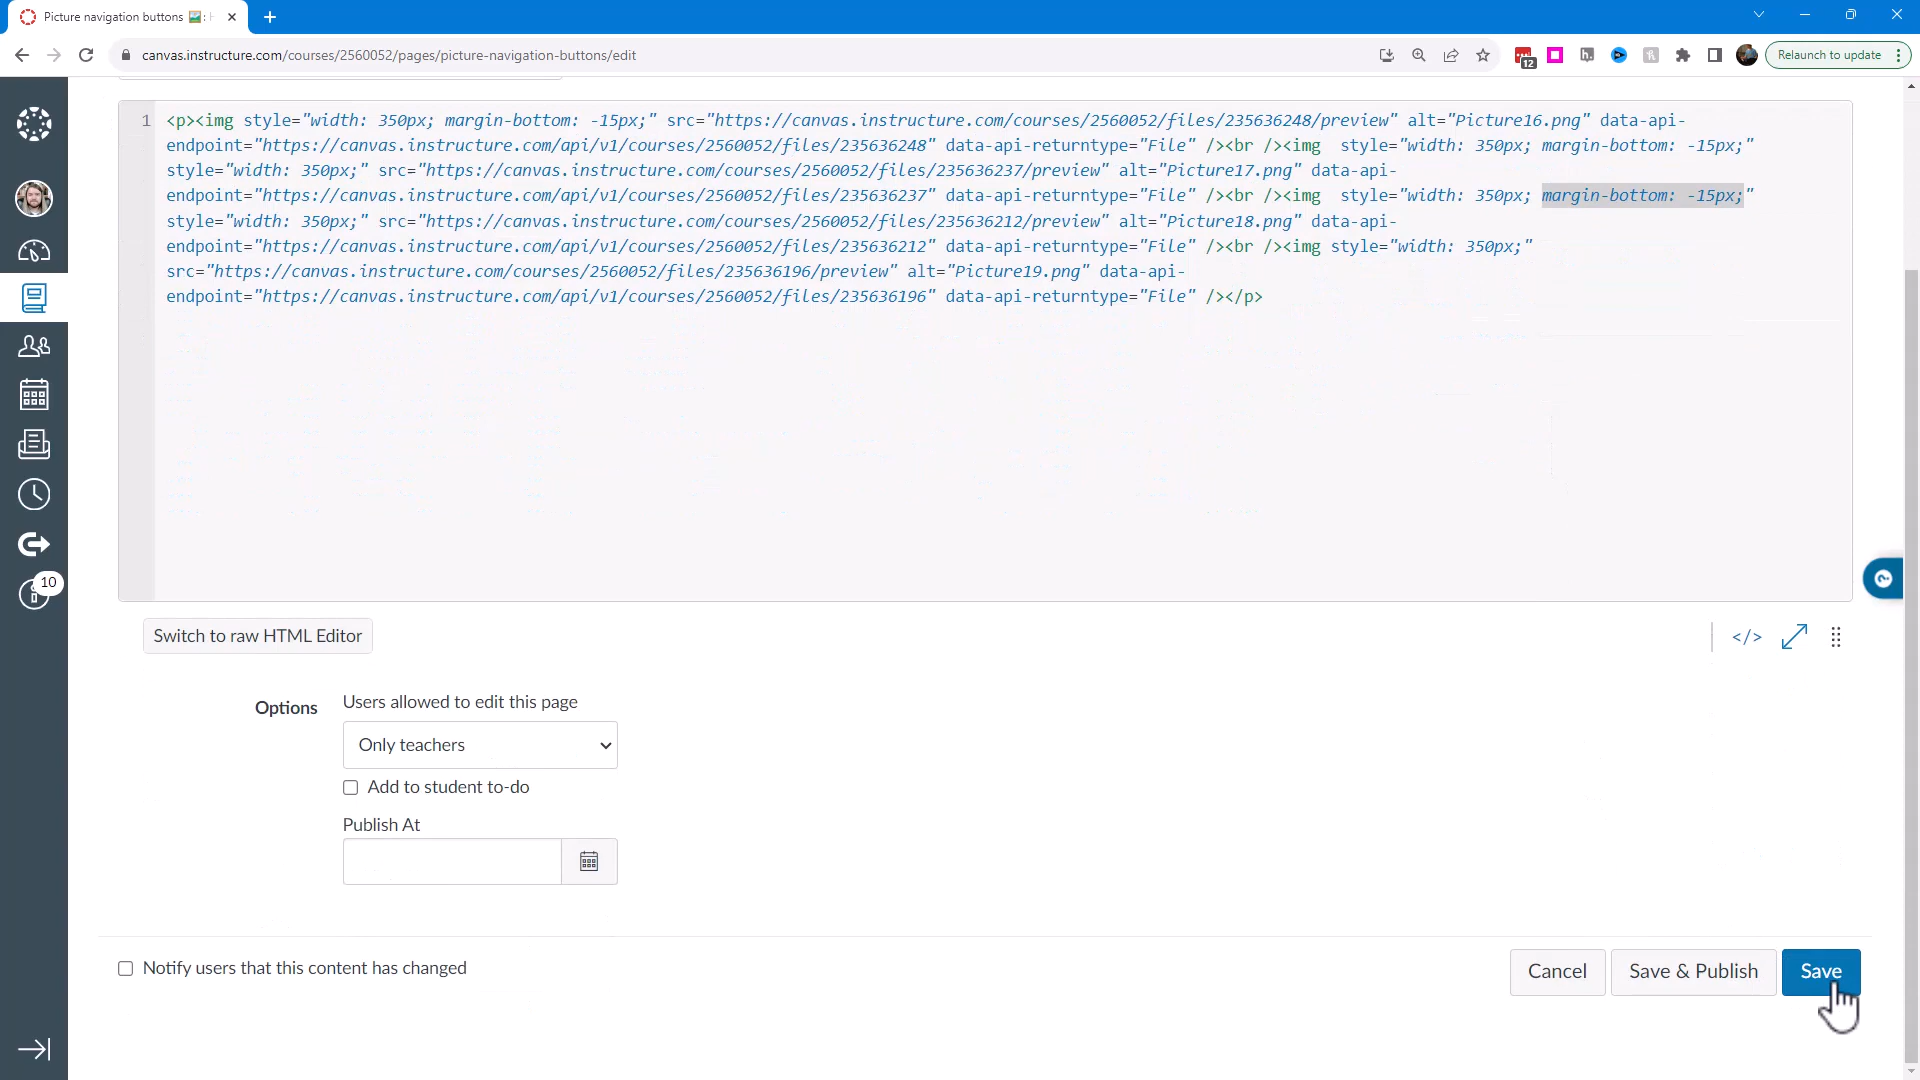 Picture navigation buttons 🖼️: H
canvas.instructure.com/courses/2560052/pages/picture-navigation-buttons/edit
12
Relaunch to update
1
<p><img style="width: 350px; margin-bottom: -15px;" src="https://canvas.instructure.com/courses/2560052/files/235636248/preview" alt="Picture16.png" data-api-
endpoint="https://canvas.instructure.com/api/v1/courses/2560052/files/235636248" data-api-returntype="File" /><br /><img  style="width: 350px; margin-bottom: -15px;"
style="width: 350px;" src="https://canvas.instructure.com/courses/2560052/files/235636237/preview" alt="Picture17.png" data-api-
endpoint="https://canvas.instructure.com/api/v1/courses/2560052/files/235636237" data-api-returntype="File" /><br /><img  style="width: 350px; margin-bottom: -15px;"
style="width: 350px;" src="https://canvas.instructure.com/courses/2560052/files/235636212/preview" alt="Picture18.png" data-api-
endpoint="https://canvas.instructure.com/api/v1/courses/2560052/files/235636212" data-api-returntype="File" /><br /><img style="width: 350px;"
src="https://canvas.instructure.com/courses/2560052/files/235636196/preview" alt="Picture19.png" data-api-
endpoint="https://canvas.instructure.com/api/v1/courses/2560052/files/235636196" data-api-returntype="File" /></p>
10
Switch to raw HTML Editor
</>
Options
Users allowed to edit this page
Only teachers
Add to student to-do
Publish At
Notify users that this content has changed
Cancel
Save & Publish
Save